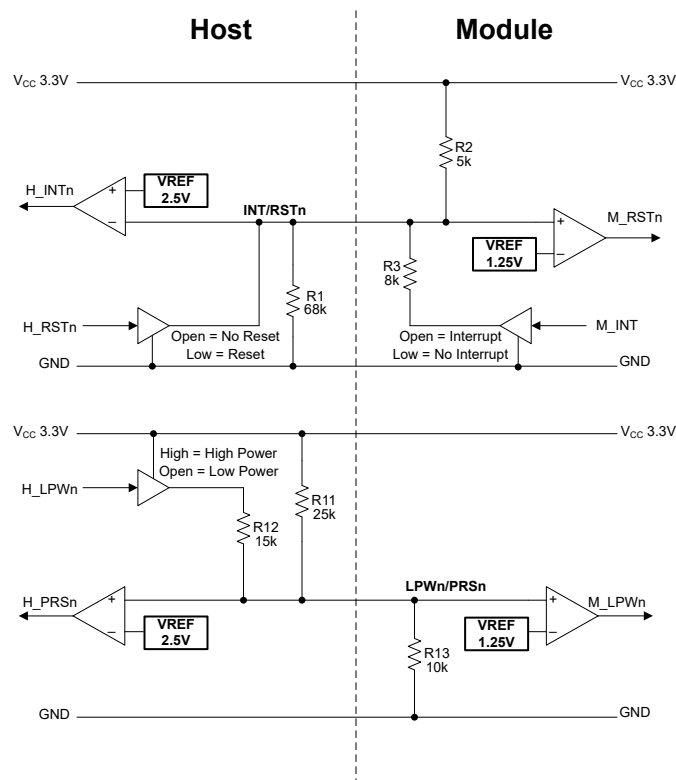 Host
Module
VCC 3.3V
VCC 3.3V
R2
5k
H_INTn
+
−
VREF
2.5V
INT/RSTn
+
−
M_RSTn
VREF
1.25V
R3
8k
R1
68k
H_RSTn
Open = No Reset
Low = Reset
Open = Interrupt
Low = No Interrupt
M_INT
GND
GND
VCC 3.3V
VCC 3.3V
High = High Power
Open = Low Power
H_LPWn
R11
25k
R12
15k
H_PRSn
+
−
VREF
2.5V
LPWn/PRSn
+
−
M_LPWn
VREF
1.25V
R13
10k
GND
GND